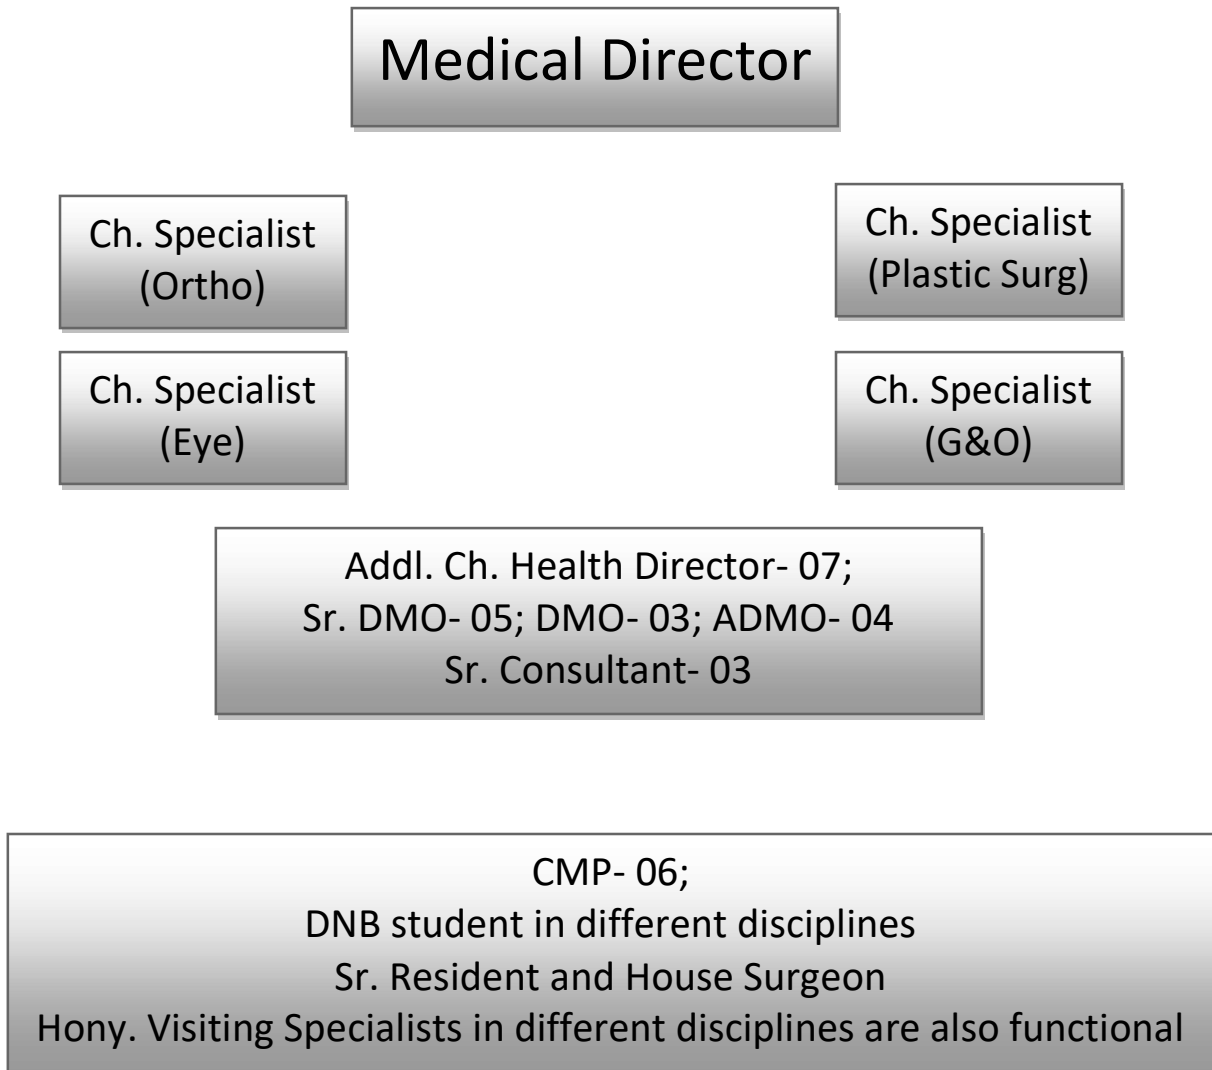 Medical Director
Ch. Specialist
(Ortho)
Ch. Specialist
(Plastic Surg)
Ch. Specialist
(Eye)
Ch. Specialist
(G&O)
Addl. Ch. Health Director- 07;
Sr. DMO- 05; DMO- 03; ADMO- 04
Sr. Consultant- 03
CMP- 06;
DNB student in different disciplines
Sr. Resident and House Surgeon
Hony. Visiting Specialists in different disciplines are also functional